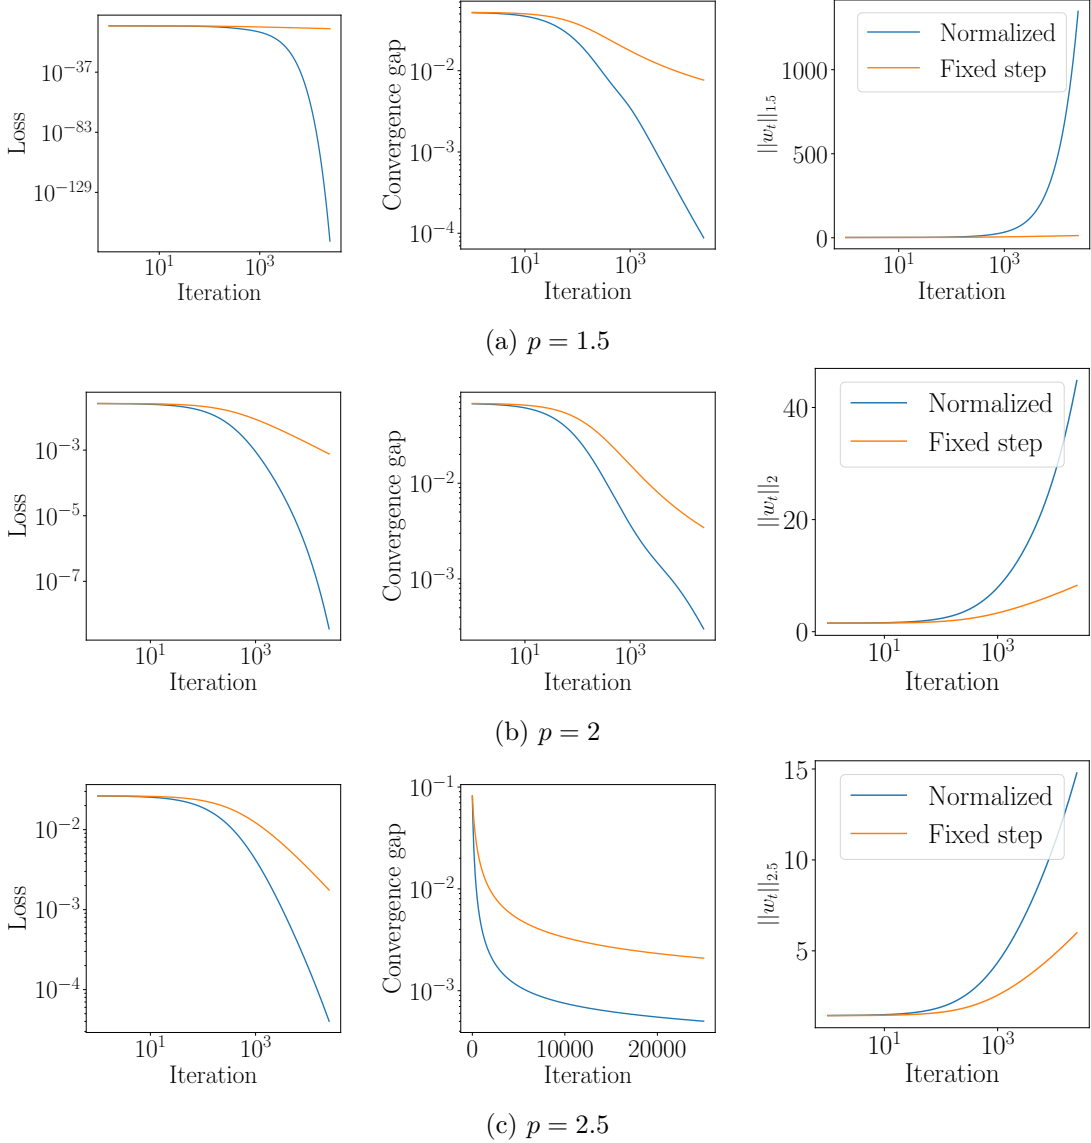 Loss
10^-37
10^-83
10^-129
10^1
10^3
Iteration
Convergence gap
10^-2
10^-3
10^-4
10^1
10^3
Iteration
||w_t||_1.5
1000
500
0
10^1
10^3
Iteration
Normalized
Fixed step
(a) p = 1.5
Loss
10^-3
10^-5
10^-7
10^1
10^3
Iteration
Convergence gap
10^-2
10^-3
10^1
10^3
Iteration
||w_t||_2
40
20
0
10^1
10^3
Iteration
Normalized
Fixed step
(b) p = 2
Loss
10^-2
10^-3
10^-4
10^1
10^3
Iteration
Convergence gap
10^-1
10^-2
10^-3
0
10000
20000
Iteration
||w_t||_2.5
15
10
5
10^1
10^3
Iteration
Normalized
Fixed step
(c) p = 2.5